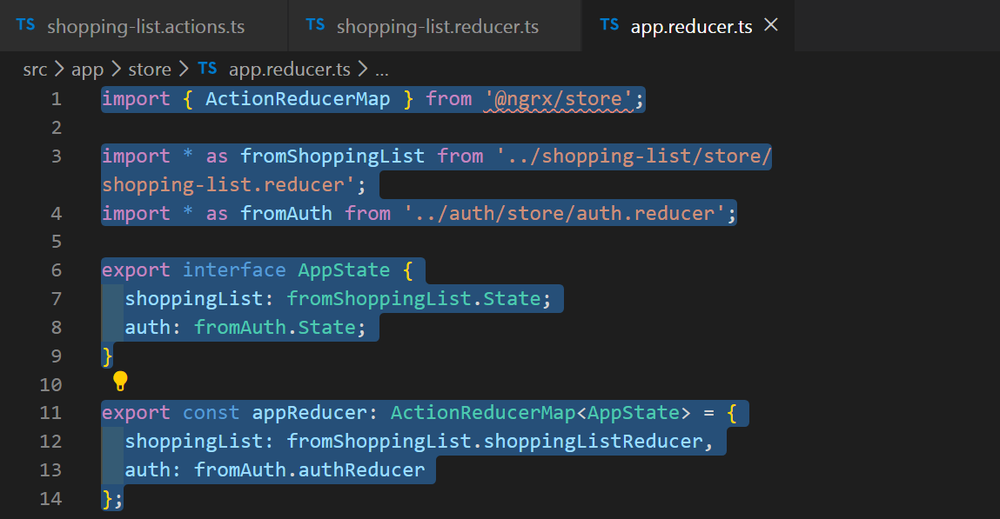 TS shopping-list.actions.ts TS shopping-list.reducer.ts TS app.reducer.ts
src > app > store > TS app.reducer.ts > ...
1 import { ActionReducerMap } from '@ngrx/store';
2
3 import * as fromShoppingList from '../shopping-list/store/
shopping-list.reducer';
4 import * as fromAuth from '../auth/store/auth.reducer';
5
6 export interface AppState {
7   shoppingList: fromShoppingList.State;
8   auth: fromAuth.State;
9 }
10
11 export const appReducer: ActionReducerMap<AppState> = {
12   shoppingList: fromShoppingList.shoppingListReducer,
13   auth: fromAuth.authReducer
14 };